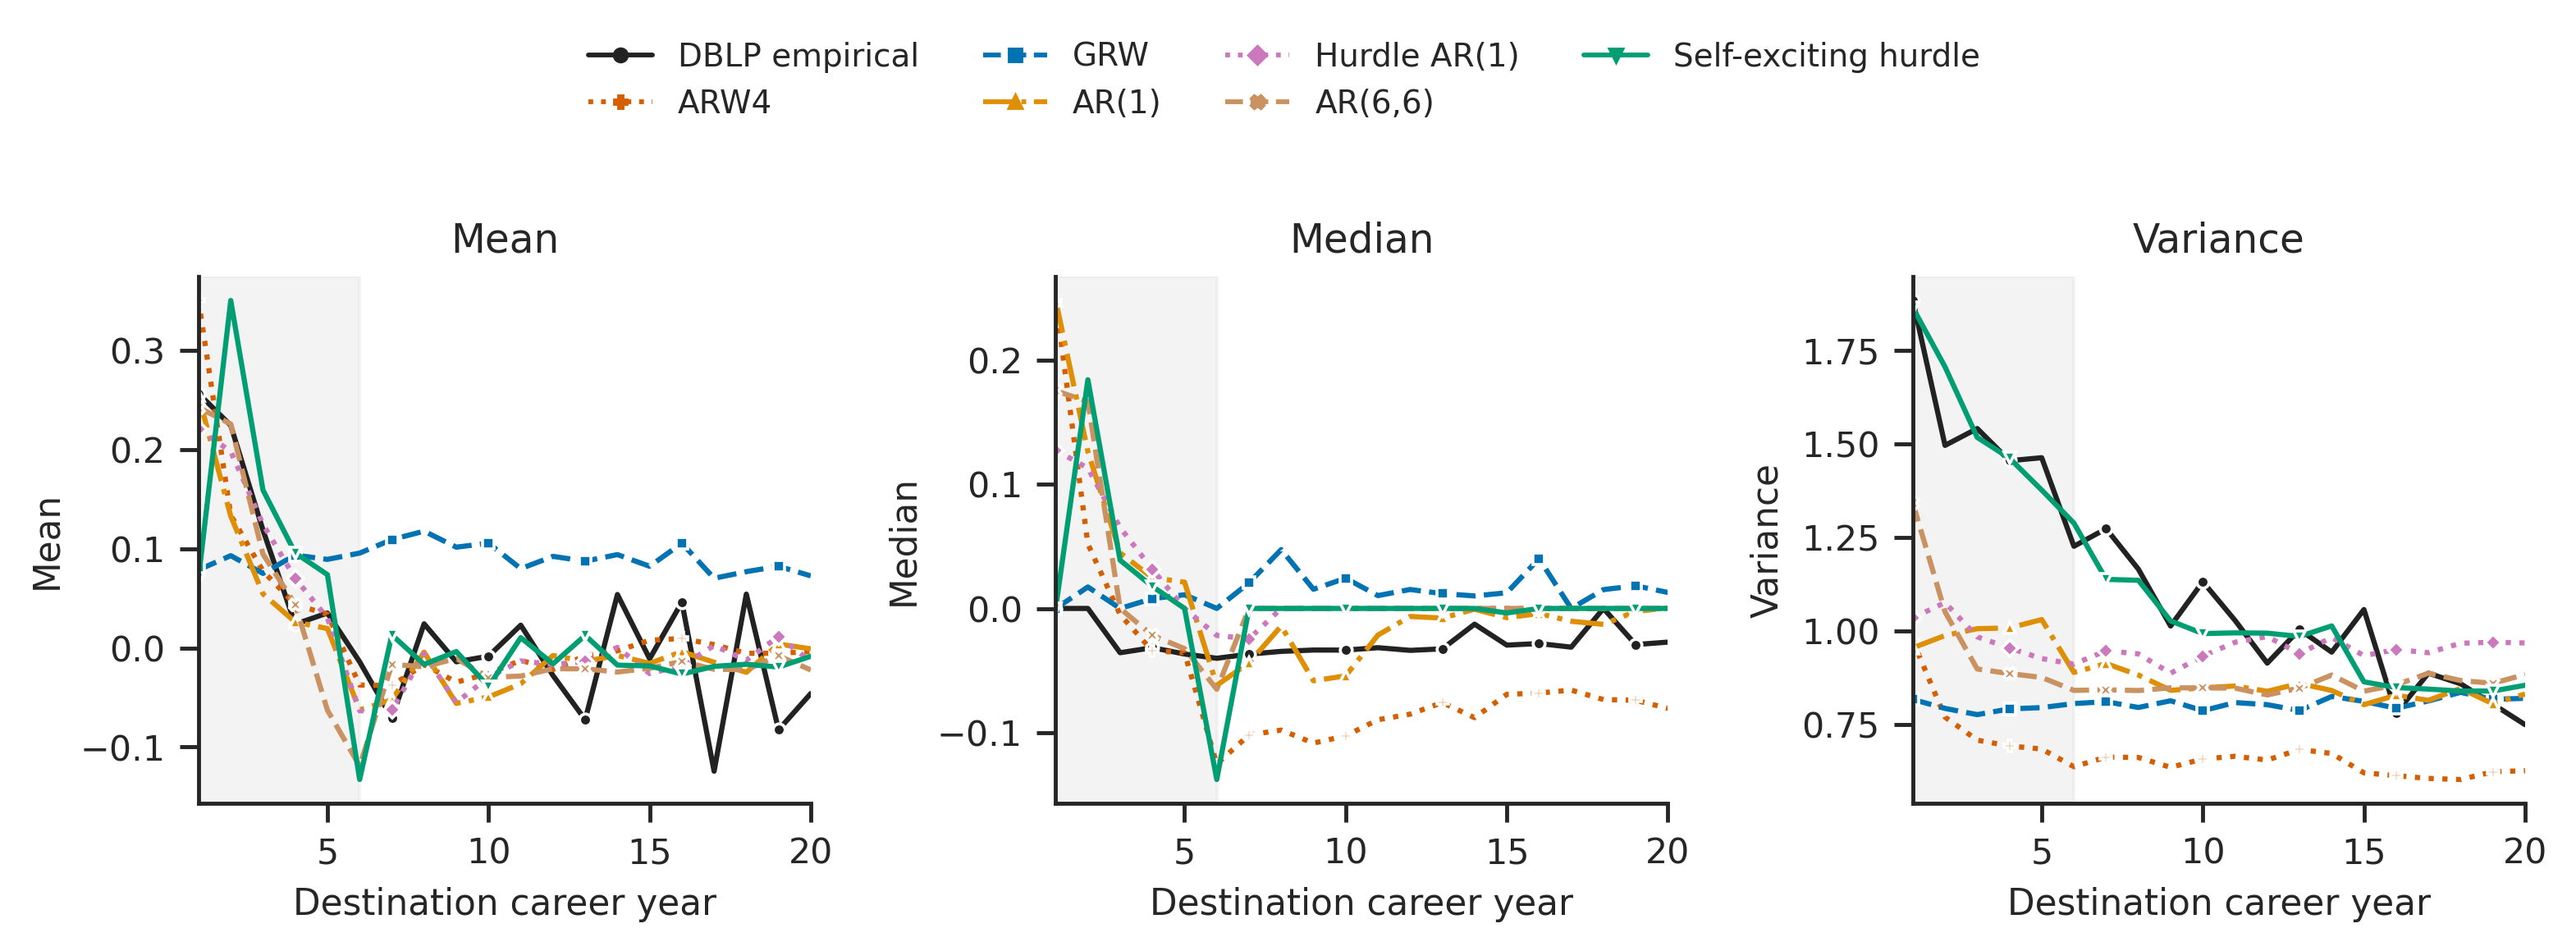 DBLP empirical GRW Hurdle AR(1) Self-exciting hurdle
ARW4 AR(1) AR(6,6)
Mean
Mean
0.3
0.2
0.1
0.0
−0.1
5 10 15 20
Destination career year
Median
Median
0.2
0.1
0.0
−0.1
5 10 15 20
Destination career year
Variance
Variance
1.75
1.50
1.25
1.00
0.75
5 10 15 20
Destination career year